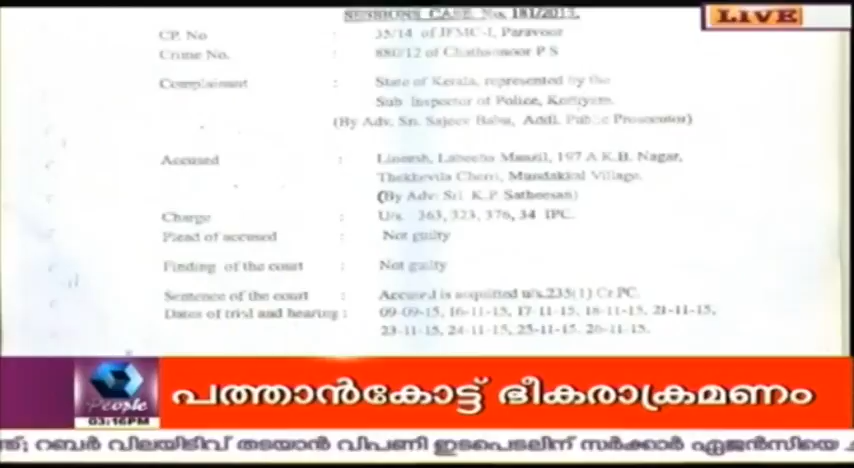 SESSIONS CASE No. 181/2015.
LIVE
CP. No : 35/14 of JFMC-I, Paravoor
Crime No. : 880/12 of Chathannoor P S
Complainant : State of Kerala, represented by the
Sub Inspector of Police, Kottiyam.
(By Adv. Sri. Sajeev Babu, Addl. Public Prosecutor)
Accused : Lineesh, Labeeba Manzil, 197 A K.B. Nagar,
Thekkevila Cherri, Mundakkal Village.
(By Adv. Sri. K.P. Satheesan)
Charge : U/s. 363, 323, 376, 34 IPC.
Plead of accused : Not guilty
Finding of the court : Not guilty
Sentence of the court : Accused is acquitted u/s.235(1) Cr.PC.
Dates of trial and hearing : 09-09-15, 16-11-15, 17-11-15, 18-11-15, 21-11-15,
23-11-15, 24-11-15, 25-11-15, 26-11-15.
People
03:16PM
പത്താൻകോട്ട് ഭീകരാക്രമണം
റബർ വിലയിടിവ് തടയാൻ വിപണി ഇടപെടലിന് സർക്കാർ ഏജൻസിയെ